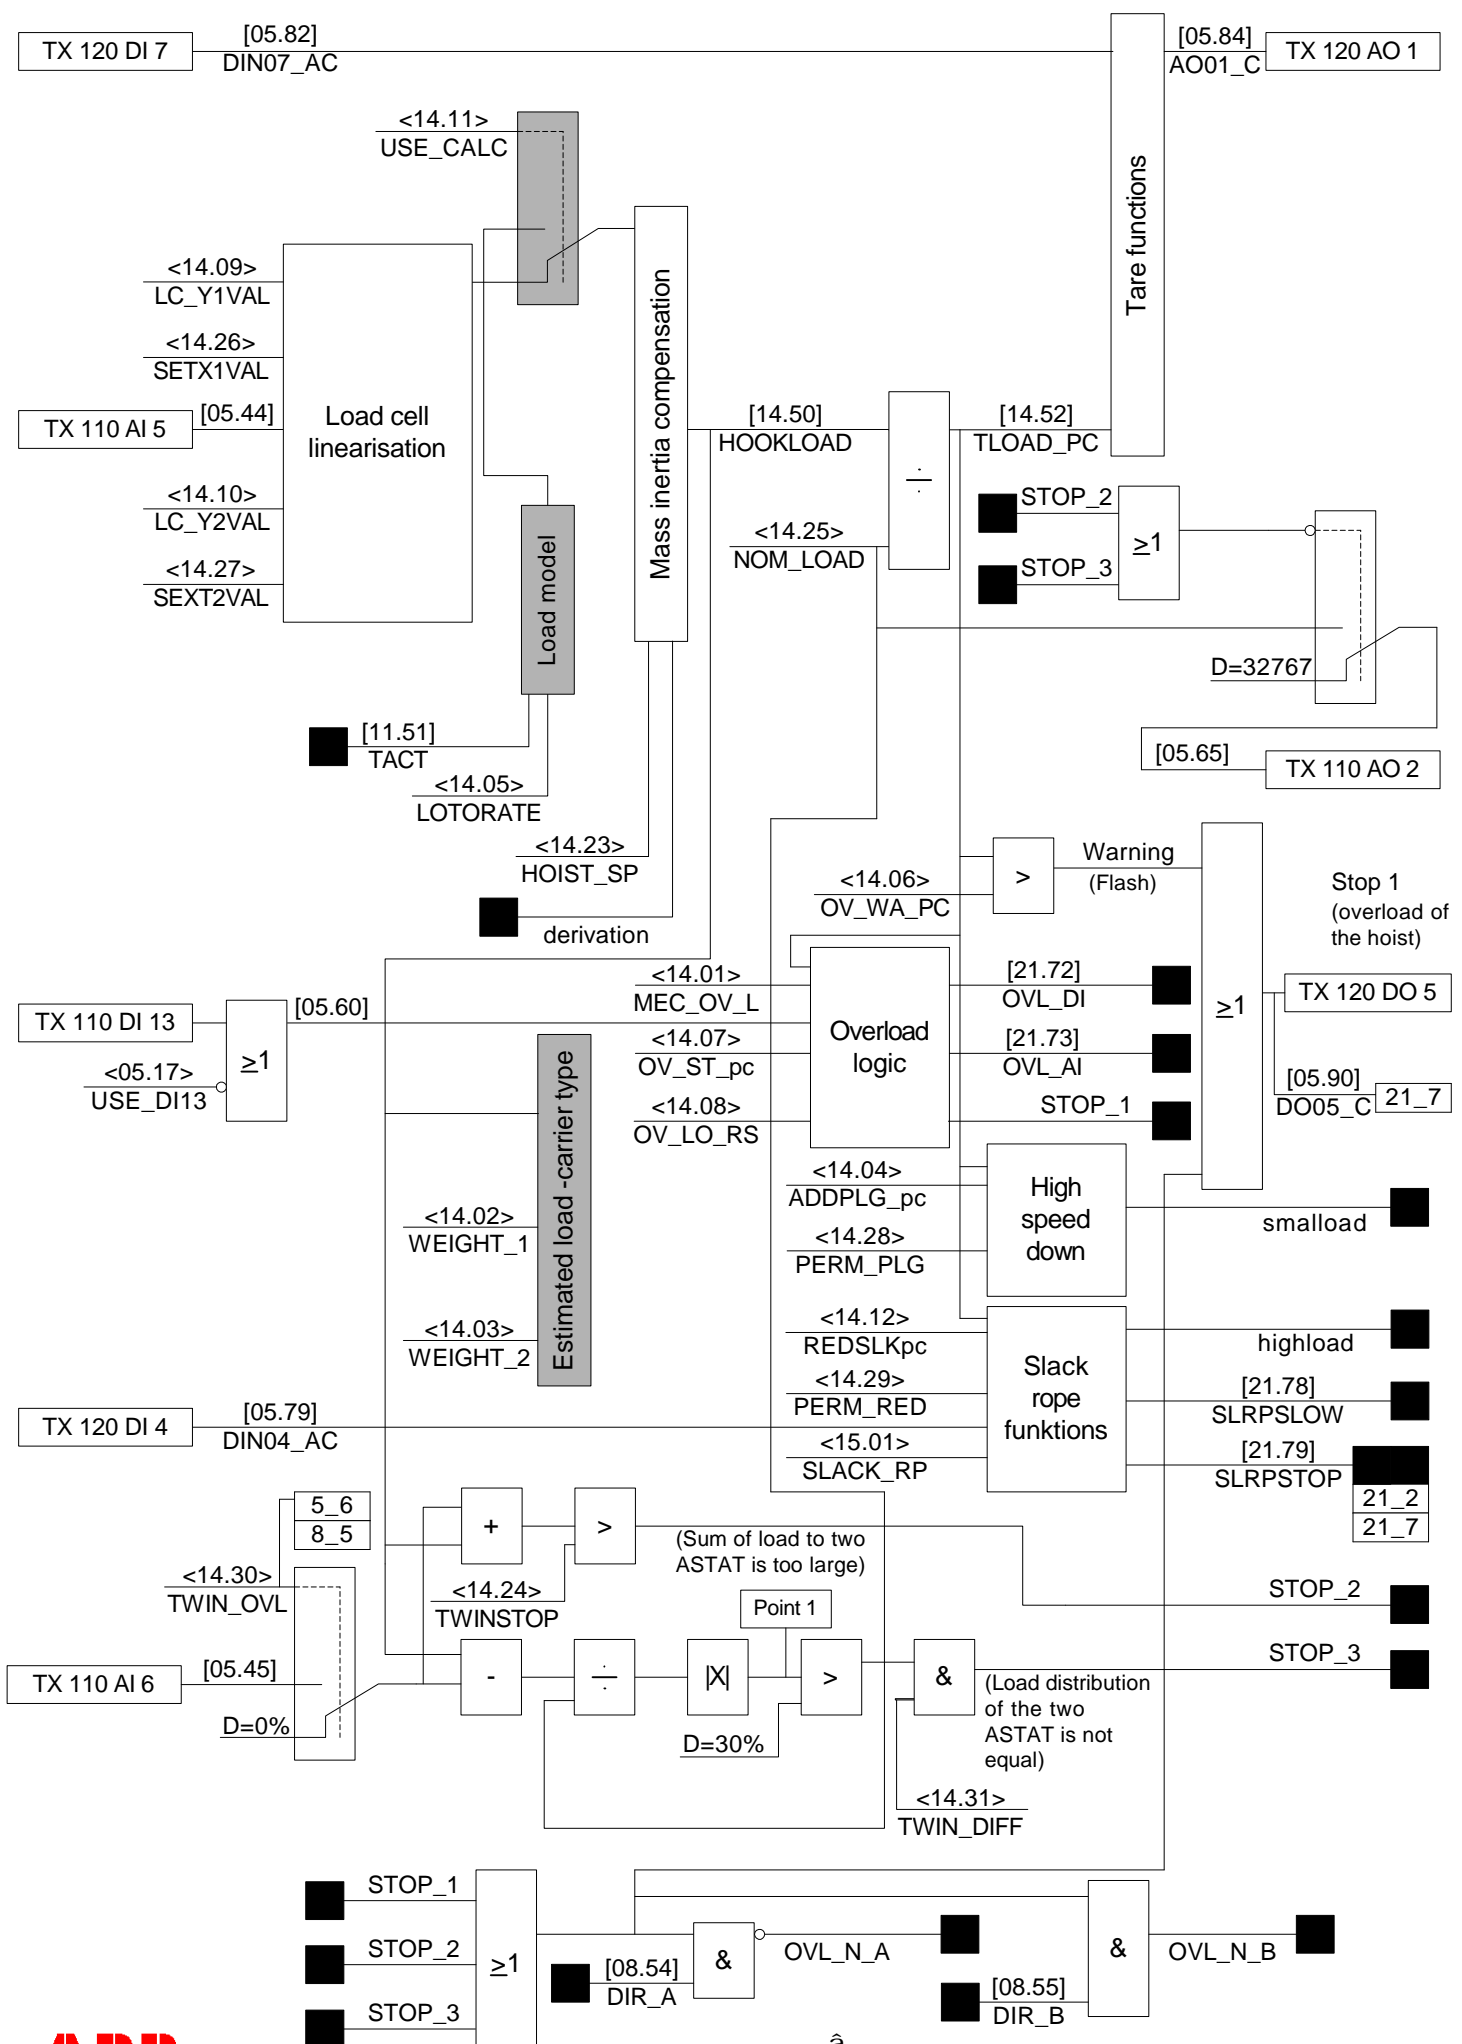 TX 120 DI 7
[05.82]
DIN07_AC
[05.84]
AO01_C
TX 120 AO 1
Tare functions
<14.11>
USE_CALC
<14.09>
LC_Y1VAL
<14.26>
SETX1VAL
TX 110 AI 5
[05.44]
<14.10>
LC_Y2VAL
<14.27>
SEXT2VAL
Load cell
linearisation
Load model
Mass inertia compensation
[14.50]
HOOKLOAD
<14.25>
NOM_LOAD
÷
[14.52]
TLOAD_PC
STOP_2
STOP_3
≥1
D=32767
[05.65]
TX 110 AO 2
[11.51]
TACT
<14.05>
LOTORATE
<14.23>
HOIST_SP
derivation
<14.06>
OV_WA_PC
>
Warning
(Flash)
Stop 1
(overload of
the hoist)
≥1
TX 120 DO 5
[05.90]
DO05_C
21_7
TX 110 DI 13
<05.17>
USE_DI13
≥1
[05.60]
<14.01>
MEC_OV_L
<14.07>
OV_ST_pc
<14.08>
OV_LO_RS
Overload
logic
[21.72]
OVL_DI
[21.73]
OVL_AI
STOP_1
Estimated load -carrier type
<14.02>
WEIGHT_1
<14.03>
WEIGHT_2
<14.04>
ADDPLG_pc
<14.28>
PERM_PLG
High
speed
down
smalload
<14.12>
REDSLKpc
<14.29>
PERM_RED
<15.01>
SLACK_RP
Slack
rope
funktions
highload
[21.78]
SLRPSLOW
[21.79]
SLRPSTOP
21_2
21_7
TX 120 DI 4
[05.79]
DIN04_AC
5_6
8_5
<14.30>
TWIN_OVL
TX 110 AI 6
[05.45]
D=0%
+
>
<14.24>
TWINSTOP
(Sum of load to two
ASTAT is too large)
STOP_2
Point 1
-
÷
|X|
>
&
D=30%
STOP_3
(Load distribution
of the two
ASTAT is not
equal)
<14.31>
TWIN_DIFF
STOP_1
STOP_2
STOP_3
≥1
[08.54]
DIR_A
&
OVL_N_A
[08.55]
DIR_B
&
OVL_N_B
ABB
â